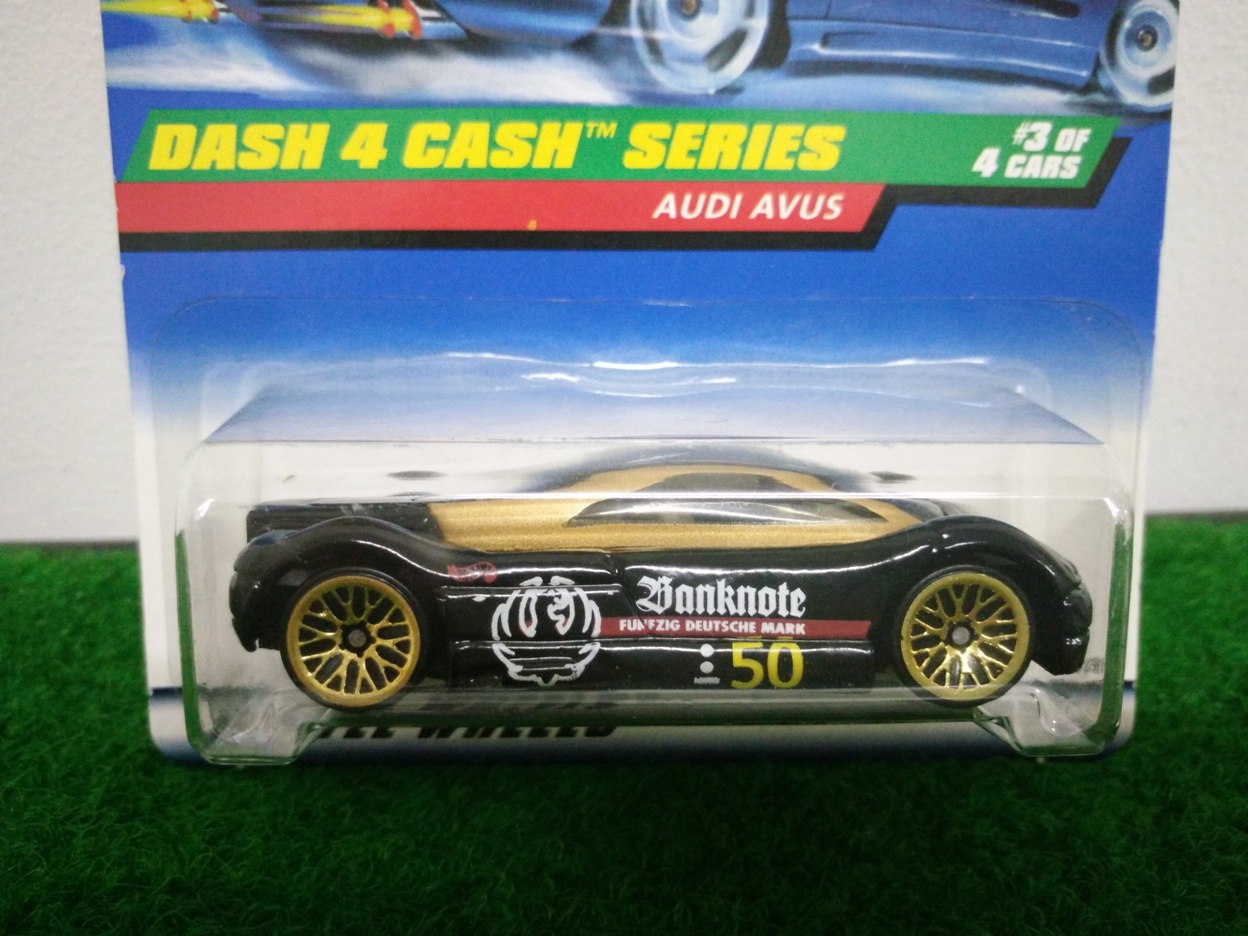 DASH 4 CASH™ SERIES
#3 OF
4 CARS
AUDI AVUS
Banknote
FUNFZIG DEUTSCHE MARK
50